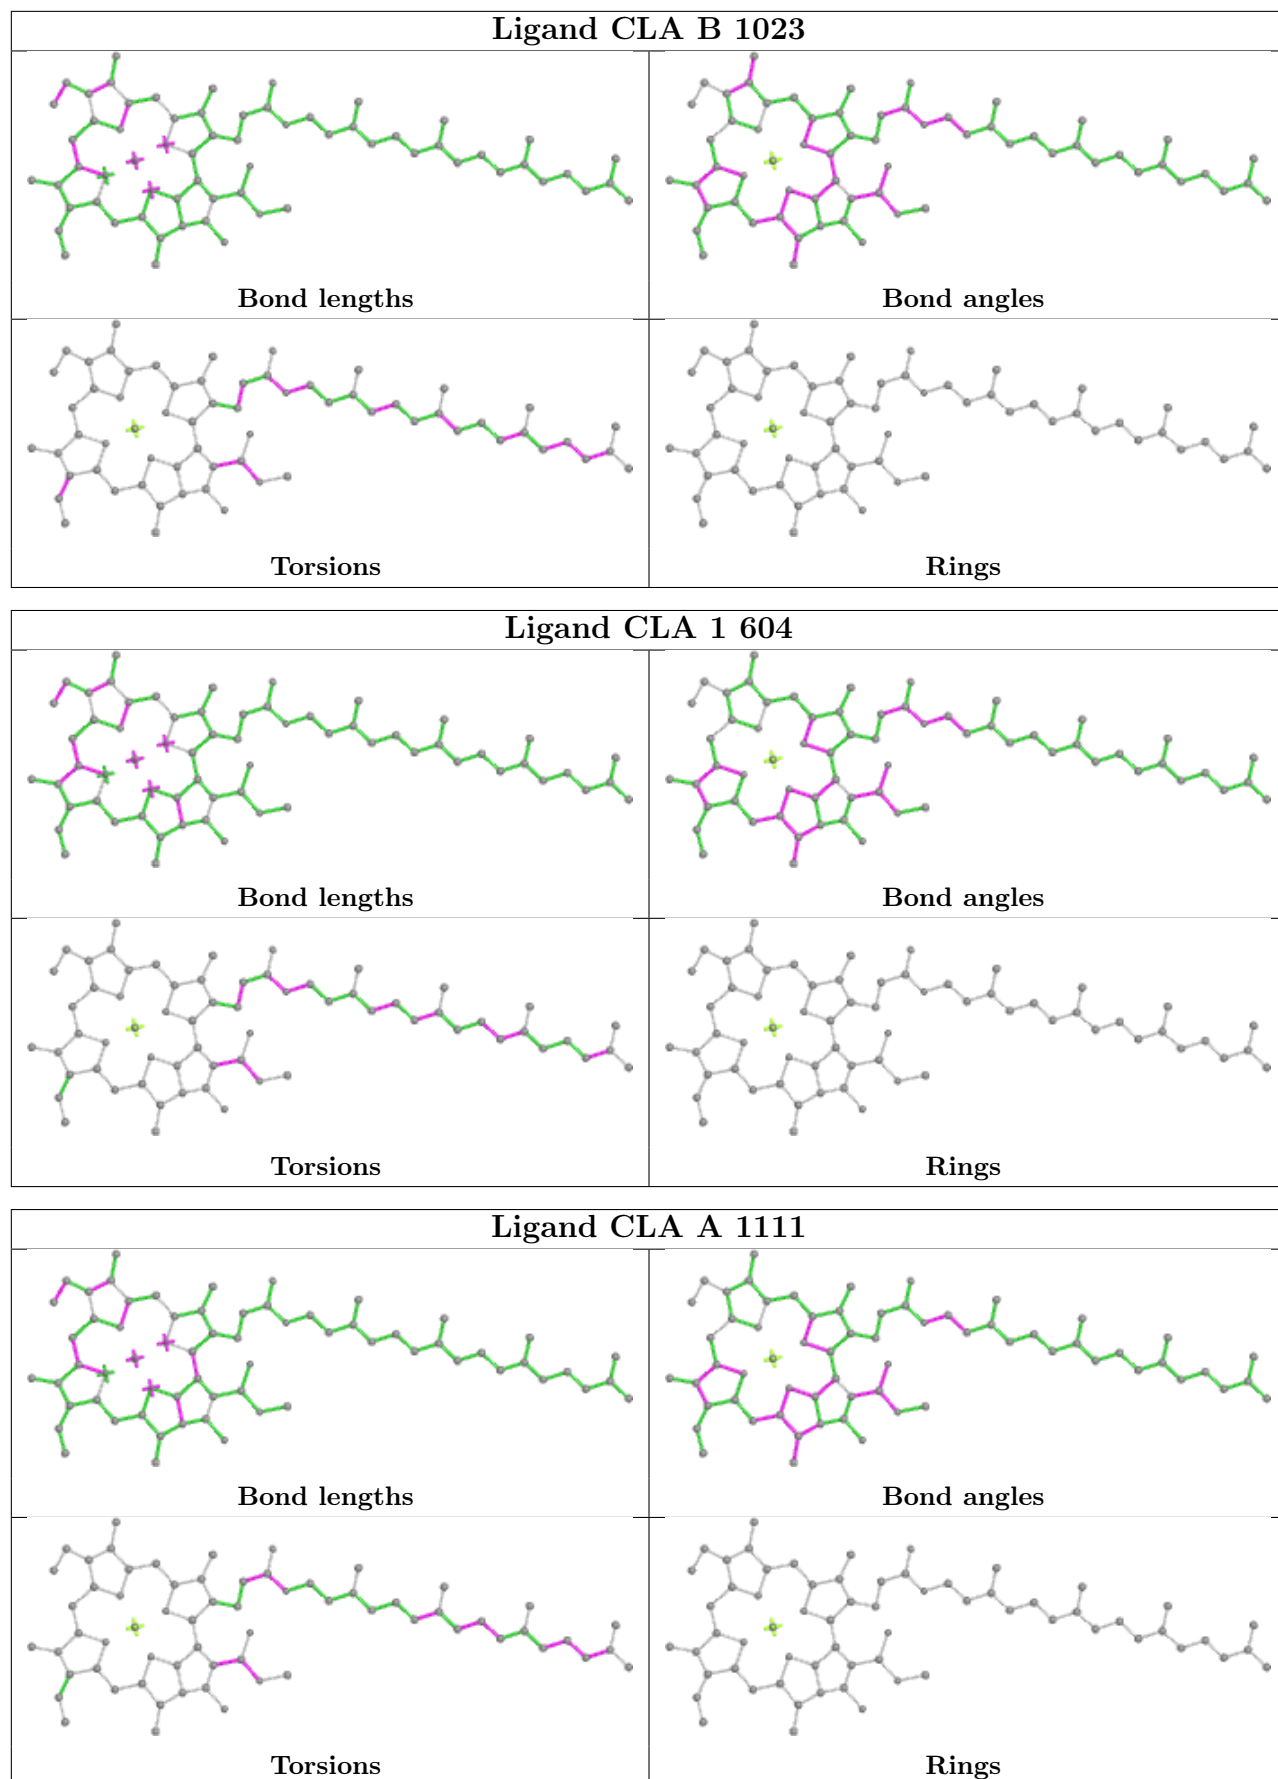 Ligand CLA B 1023
Bond lengths
Bond angles
Torsions
Rings
Ligand CLA 1 604
Bond lengths
Bond angles
Torsions
Rings
Ligand CLA A 1111
Bond lengths
Bond angles
Torsions
Rings